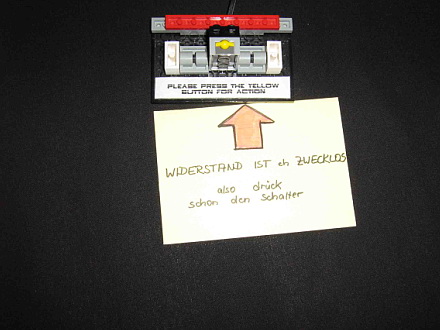 PLEASE PRESS THE YELLOW
BUTTON FOR ACTION
WIDERSTAND IST eh ZWECKLOS
also drück
schon den Schalter